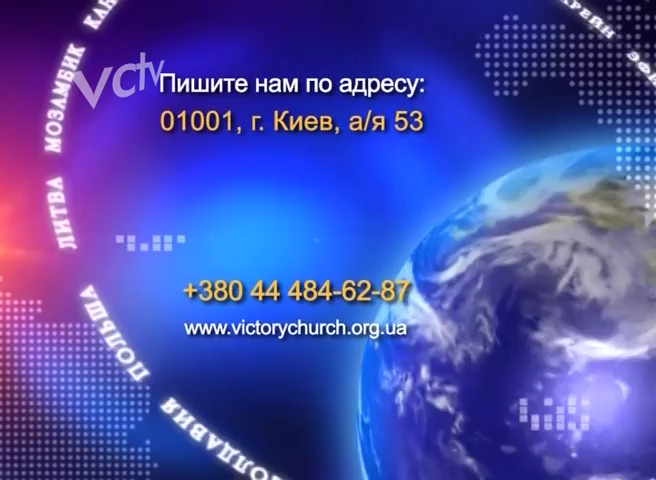 vctv
Пишите нам по адресу:
01001, г. Киев, а/я 53
+380 44 484-62-87
www.victorychurch.org.ua
МОЗАМБИК
ЛИТВА
ПОЛЬША